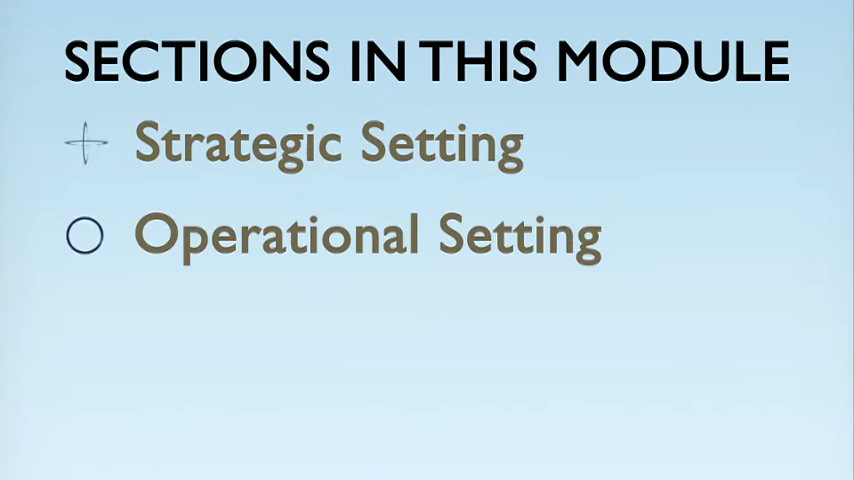 SECTIONS IN THIS MODULE
Strategic Setting
Operational Setting